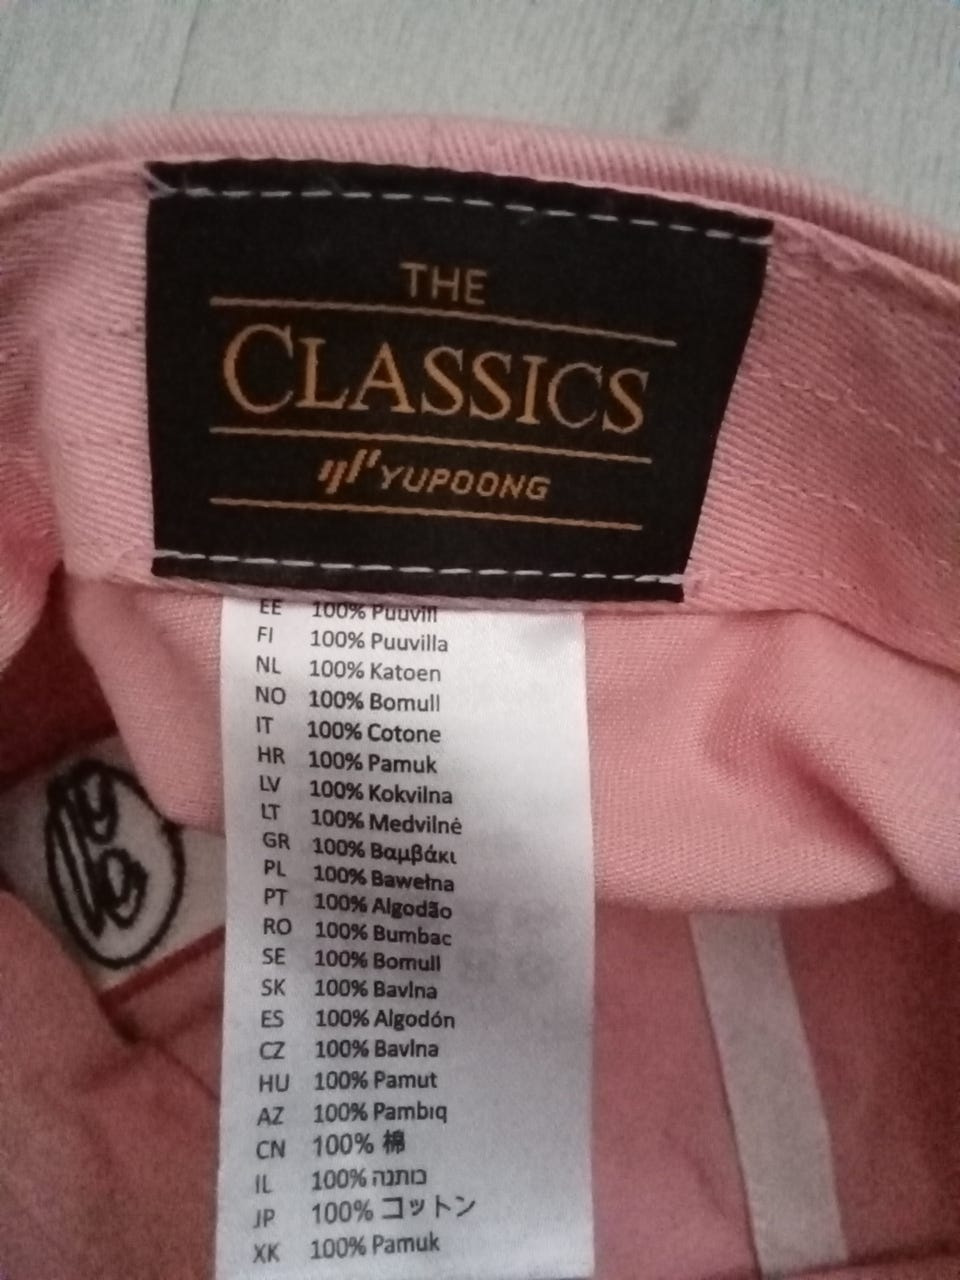 THE
CLASSICS
YUPOONG
EE 100% Puuvill
FI 100% Puuvilla
NL 100% Katoen
NO 100% Bomull
IT 100% Cotone
HR 100% Pamuk
LV 100% Kokvilna
LT 100% Medvilnė
GR 100% Βαμβάκι
PL 100% Bawełna
PT 100% Algodão
RO 100% Bumbac
SE 100% Bomull
SK 100% Bavlna
ES 100% Algodón
CZ 100% Bavlna
HU 100% Pamut
AZ 100% Pambıq
CN 100% 棉
IL 100% כותנה
JP 100% コットン
XK 100% Pamuk